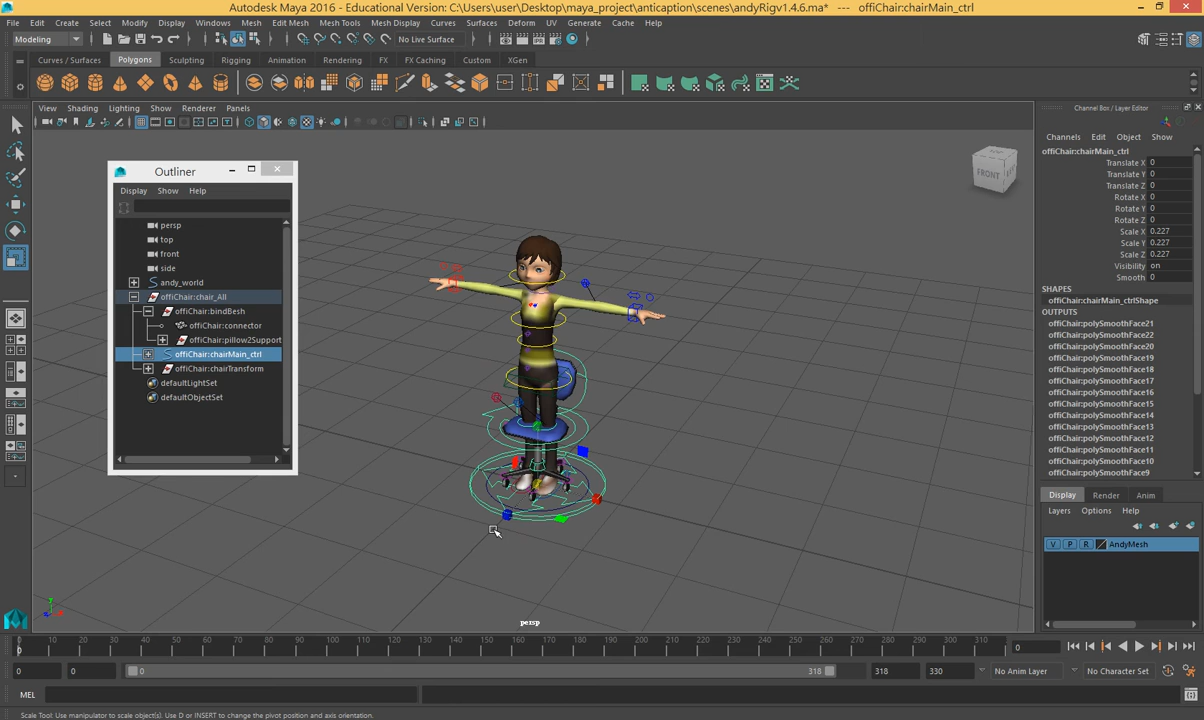 Autodesk Maya 2016 - Educational Version: C:\Users\user\Desktop\maya_project\anticaption\scenes\andyRigv1.4.6.ma* --- offiChair:chairMain_ctrl
File Edit Create Select Modify Display Windows Mesh Edit Mesh Mesh Tools Mesh Display Curves Surfaces Deform UV Generate Cache Help
Modeling No Live Surface
Curves / Surfaces Polygons Sculpting Rigging Animation Rendering FX FX Caching Custom XGen
View Shading Lighting Show Renderer Panels
Channel Box / Layer Editor
Channels Edit Object Show
offiChair:chairMain_ctrl
Translate X 0
Translate Y 0
Translate Z 0
Rotate X 0
Rotate Y 0
Rotate Z 0
Scale X 0.227
Scale Y 0.227
Scale Z 0.227
Visibility on
Smooth 0
SHAPES
offiChair:chairMain_ctrlShape
OUTPUTS
offiChair:polySmoothFace21
offiChair:polySmoothFace22
offiChair:polySmoothFace20
offiChair:polySmoothFace19
offiChair:polySmoothFace18
offiChair:polySmoothFace17
offiChair:polySmoothFace16
offiChair:polySmoothFace15
offiChair:polySmoothFace14
offiChair:polySmoothFace13
offiChair:polySmoothFace12
offiChair:polySmoothFace11
offiChair:polySmoothFace10
offiChair:polySmoothFace9
Outliner
Display Show Help
persp
top
front
side
andy_world
offiChair:chair_All
offiChair:bindBesh
offiChair:connector
offiChair:pillow2Support
offiChair:chairMain_ctrl
offiChair:chairTransform
defaultLightSet
defaultObjectSet
FRONT
persp
Display Render Anim
Layers Options Help
V P R AndyMesh
0 10 20 30 40 50 60 70 80 90 100 110 120 130 140 150 160 170 180 190 200 210 220 230 240 250 260 270 280 290 300 310
0
0
0 0 0 318 318 330 No Anim Layer No Character Set
MEL
Scale Tool: Use manipulator to scale object(s). Use D or INSERT to change the pivot position and axis orientation.